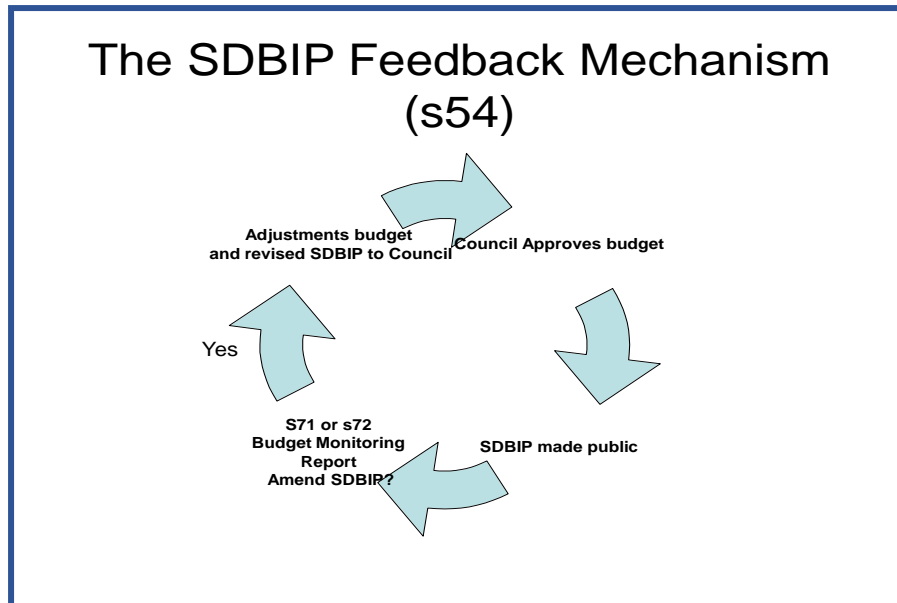 The SDBIP Feedback Mechanism
(s54)
Adjustments budget
and revised SDBIP to Council
Council Approves budget
Yes
S71 or s72
Budget Monitoring
Report
Amend SDBIP?
SDBIP made public